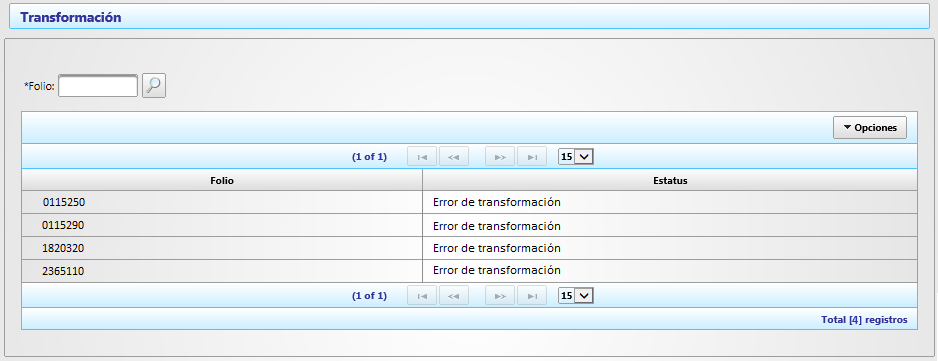 Transformación
*Folio:
Opciones
(1 of 1) 15
Folio Estatus
0115250 Error de transformación
0115290 Error de transformación
1820320 Error de transformación
2365110 Error de transformación
(1 of 1) 15
Total [4] registros